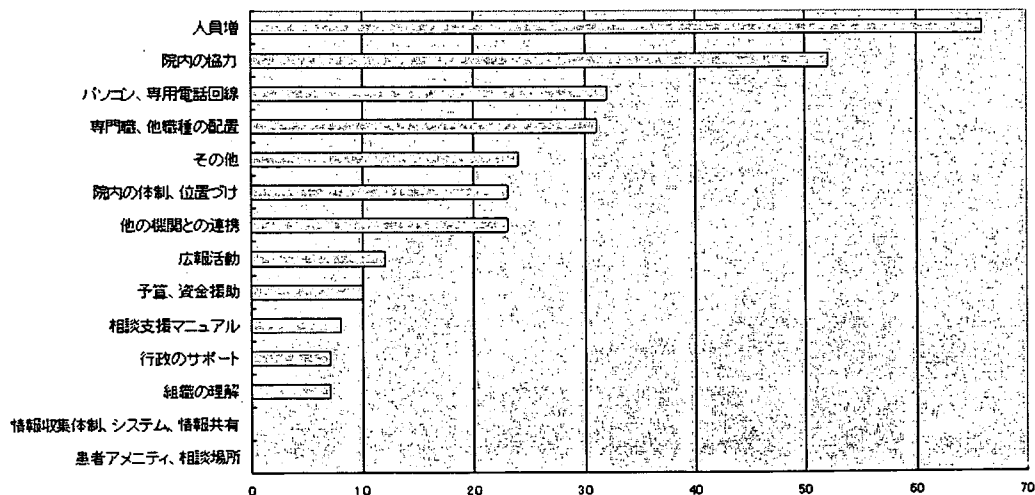 人員増
院内の協力
パソコン、専用電話回線
専門職、他職種の配置
その他
院内の体制、位置づけ
他の機関との連携
広報活動
予算、資金援助
相談支援マニュアル
行政のサポート
組織の理解
情報収集体制、システム、情報共有
患者アメニティ、相談場所
0 10 20 30 40 50 60 70